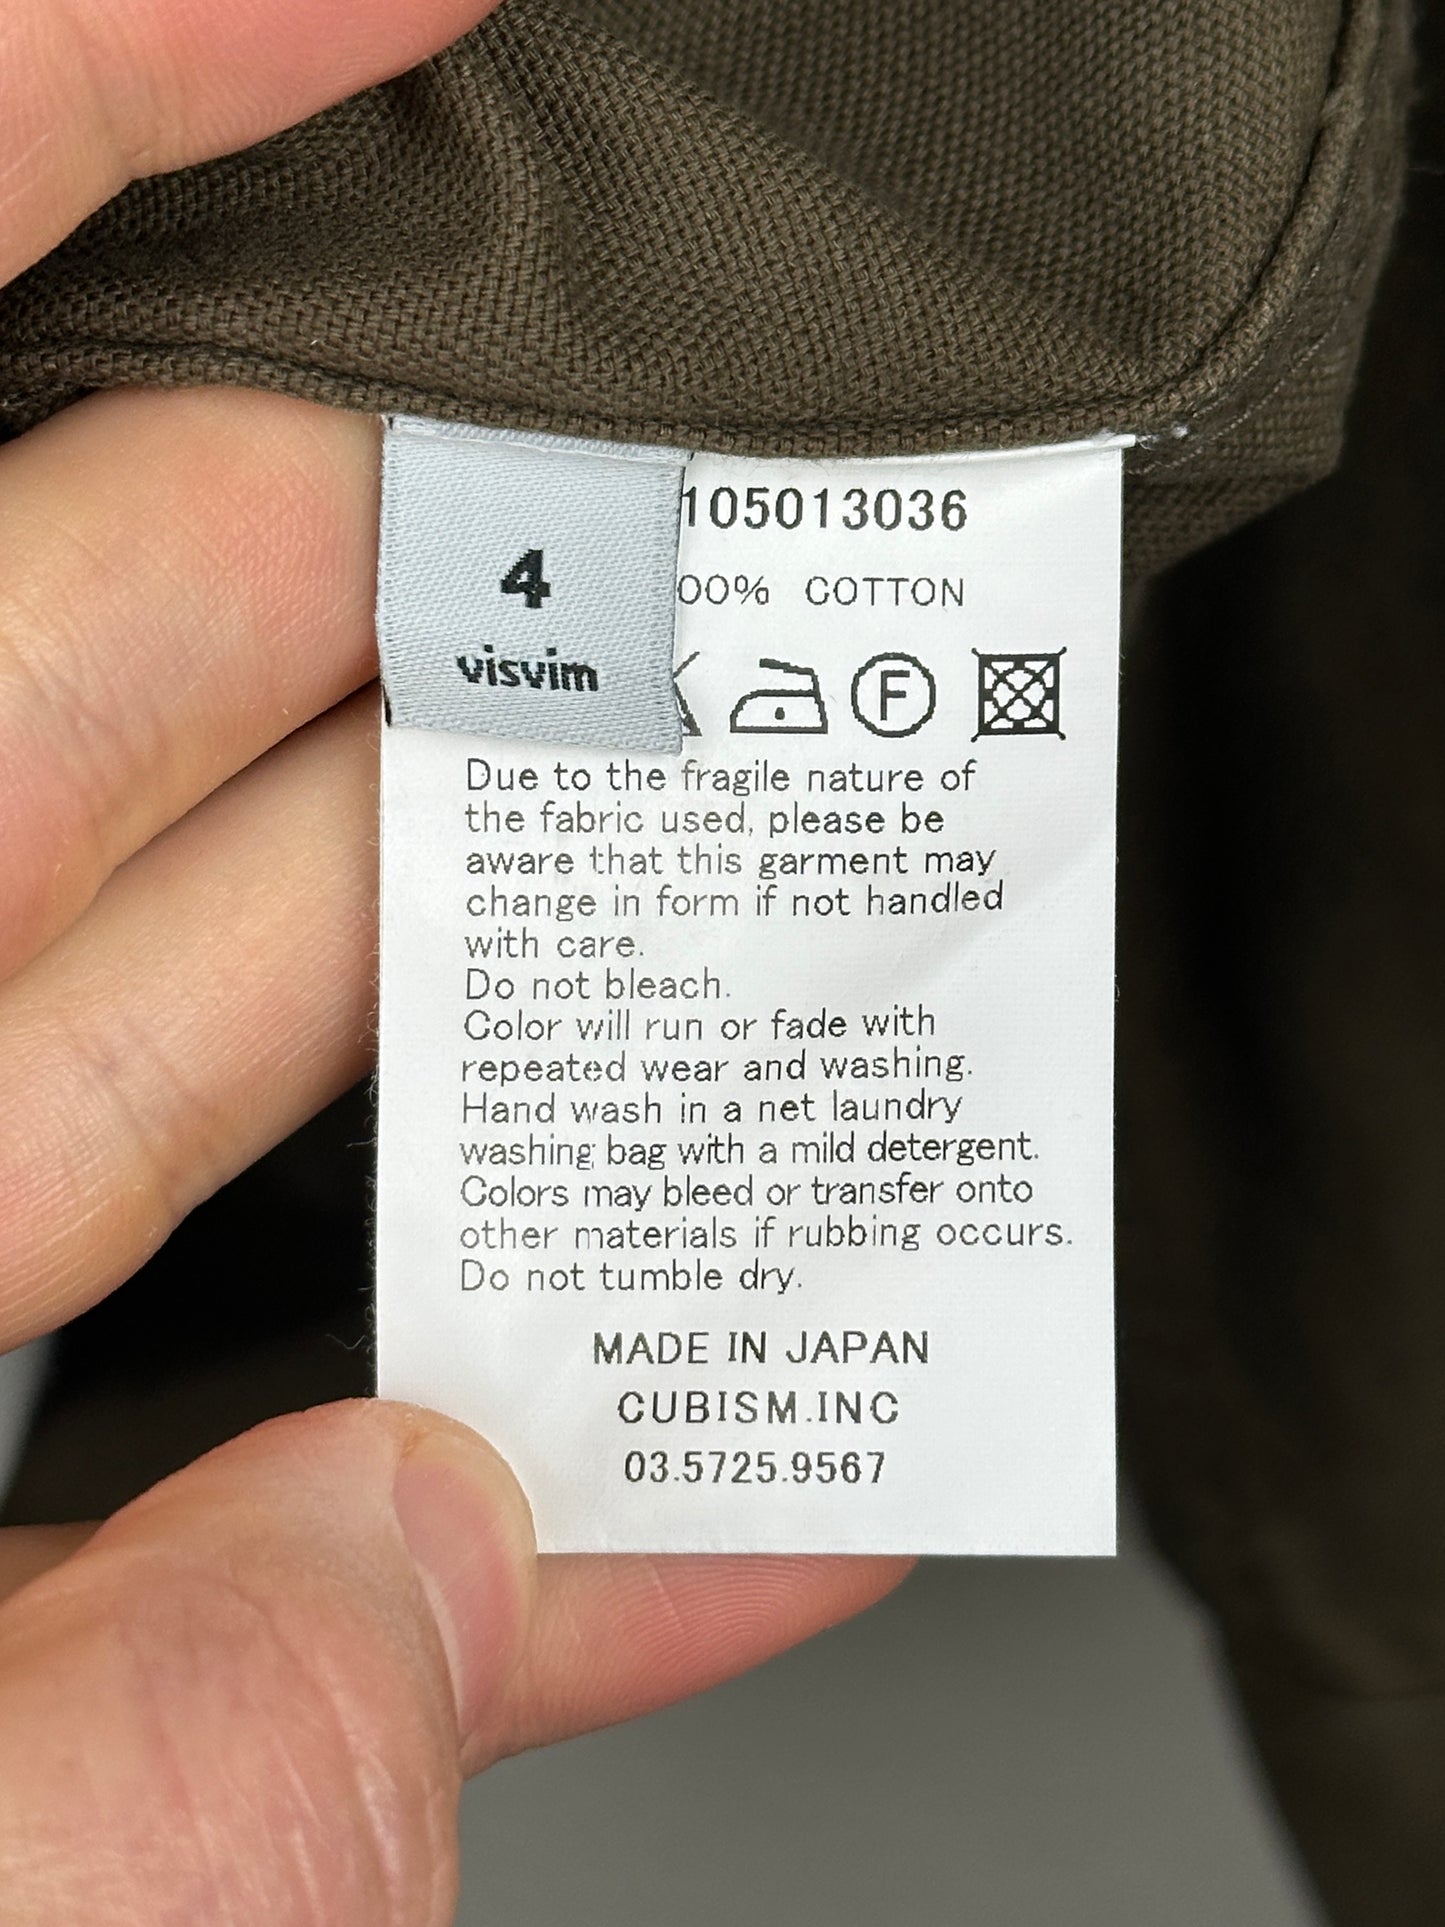 4
visvim
105013036
00% COTTON
F
Due to the fragile nature of
the fabric used, please be
aware that this garment may
change in form if not handled
with care.
Do not bleach.
Color will run or fade with
repeated wear and washing.
Hand wash in a net laundry
washing bag with a mild detergent.
Colors may bleed or transfer onto
other materials if rubbing occurs.
Do not tumble dry.
MADE IN JAPAN
CUBISM.INC
03.5725.9567